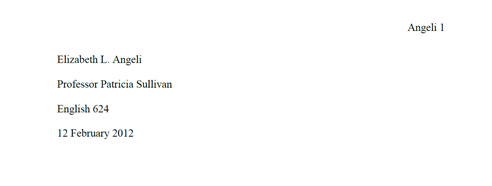 Angeli 1
Elizabeth L. Angeli
Professor Patricia Sullivan
English 624
12 February 2012